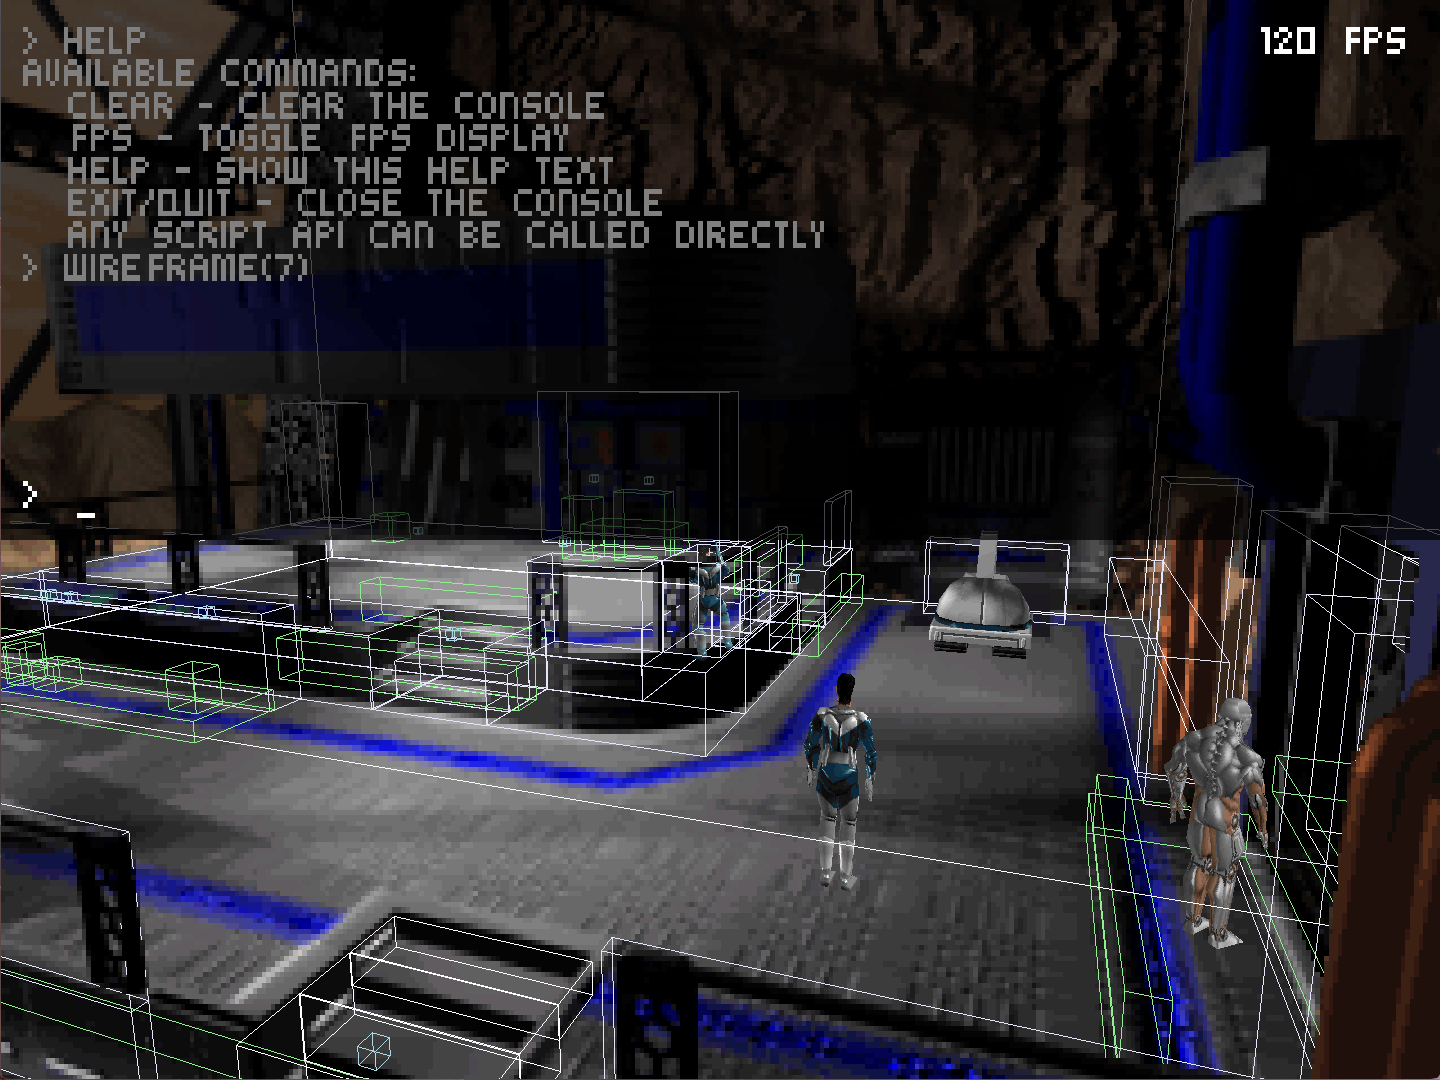 > HELP
AVAILABLE COMMANDS:
CLEAR - CLEAR THE CONSOLE
FPS - TOGGLE FPS DISPLAY
HELP - SHOW THIS HELP TEXT
EXIT/QUIT - CLOSE THE CONSOLE
ANY SCRIPT API CAN BE CALLED DIRECTLY
> WIREFRAME(7)
> _
120 FPS